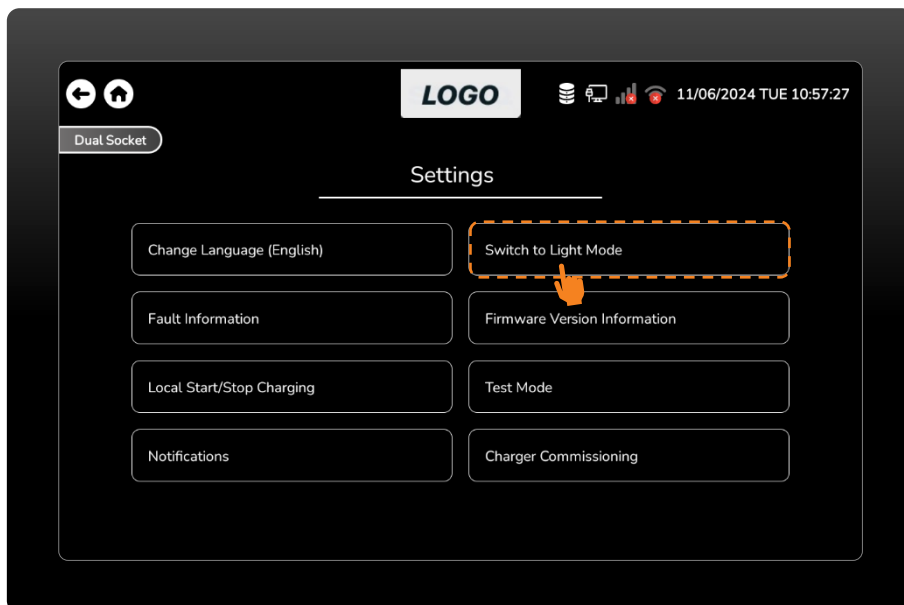 LOGO
11/06/2024 TUE 10:57:27
Dual Socket
Settings
Change Language (English)
Switch to Light Mode
Fault Information
Firmware Version Information
Local Start/Stop Charging
Test Mode
Notifications
Charger Commissioning